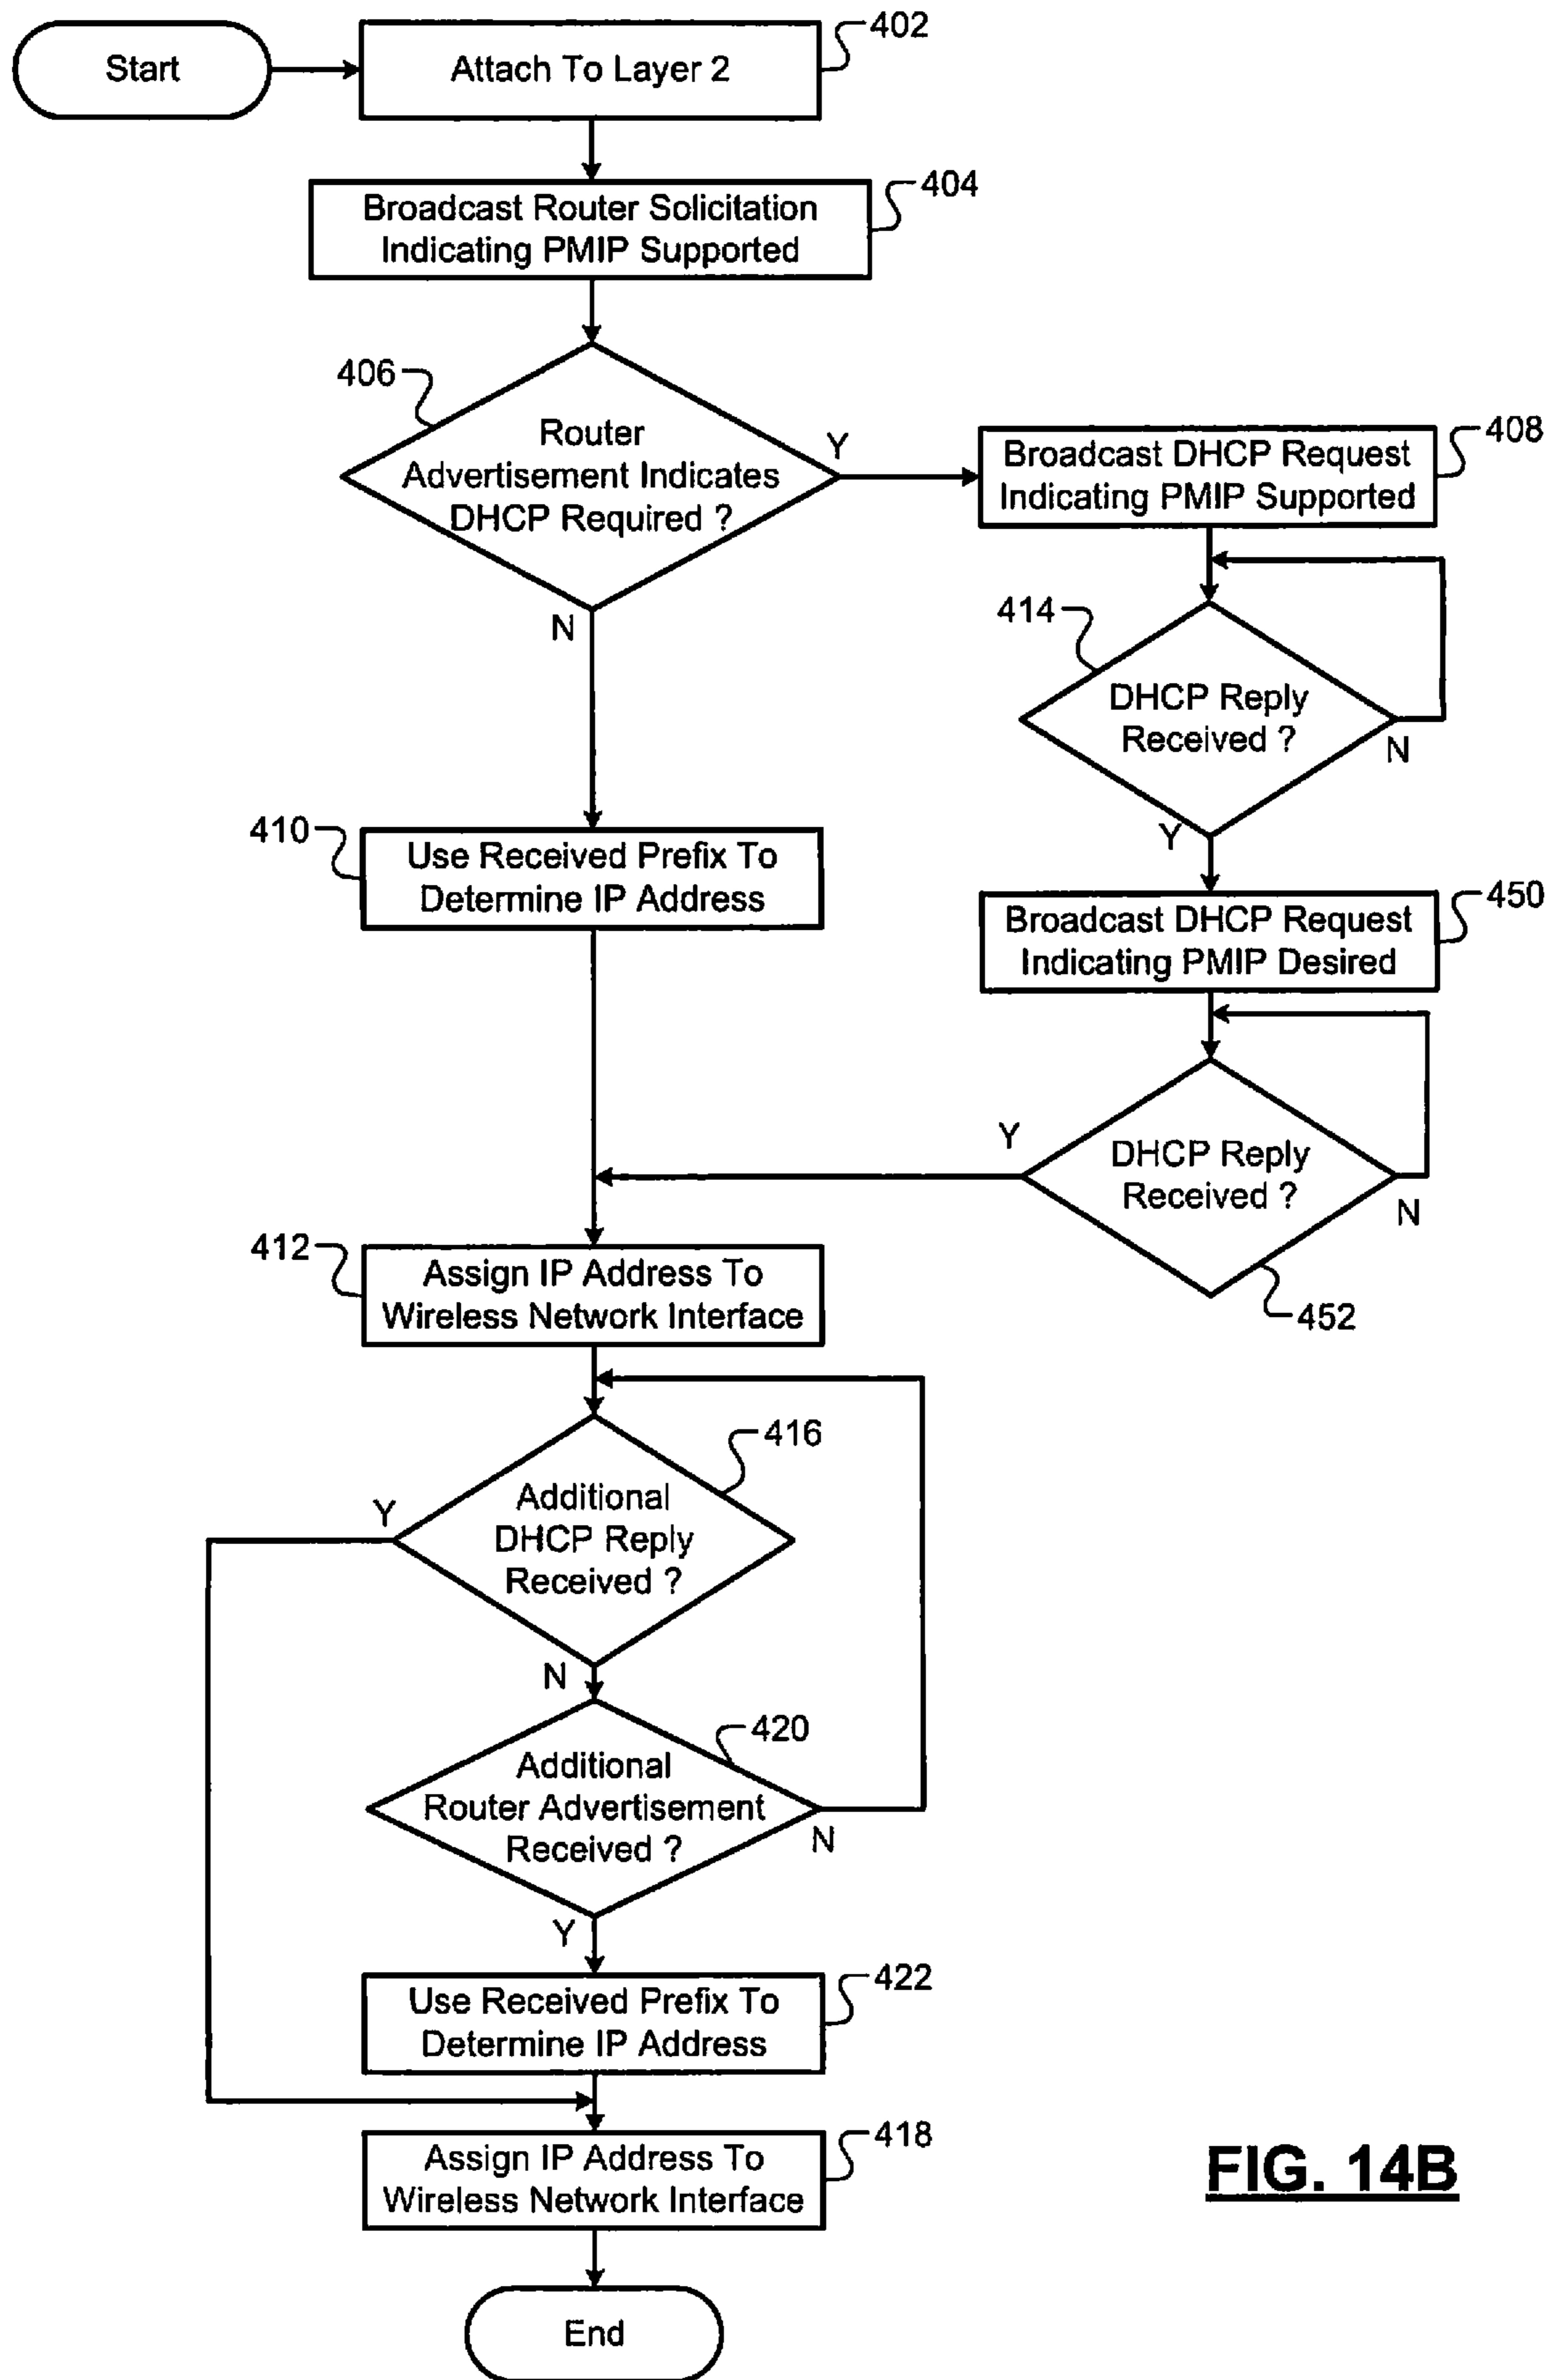 Start
Attach To Layer 2
402
Broadcast Router Solicitation
Indicating PMIP Supported
404
406
Router
Advertisement Indicates
DHCP Required ?
Y
N
Broadcast DHCP Request
Indicating PMIP Supported
408
414
DHCP Reply
Received ?
N
Y
410
Use Received Prefix To
Determine IP Address
Broadcast DHCP Request
Indicating PMIP Desired
450
Y
DHCP Reply
Received ?
N
452
412
Assign IP Address To
Wireless Network Interface
416
Y
Additional
DHCP Reply
Received ?
N
420
Additional
Router Advertisement
Received ?
N
Y
Use Received Prefix To
Determine IP Address
422
Assign IP Address To
Wireless Network Interface
418
End
FIG. 14B